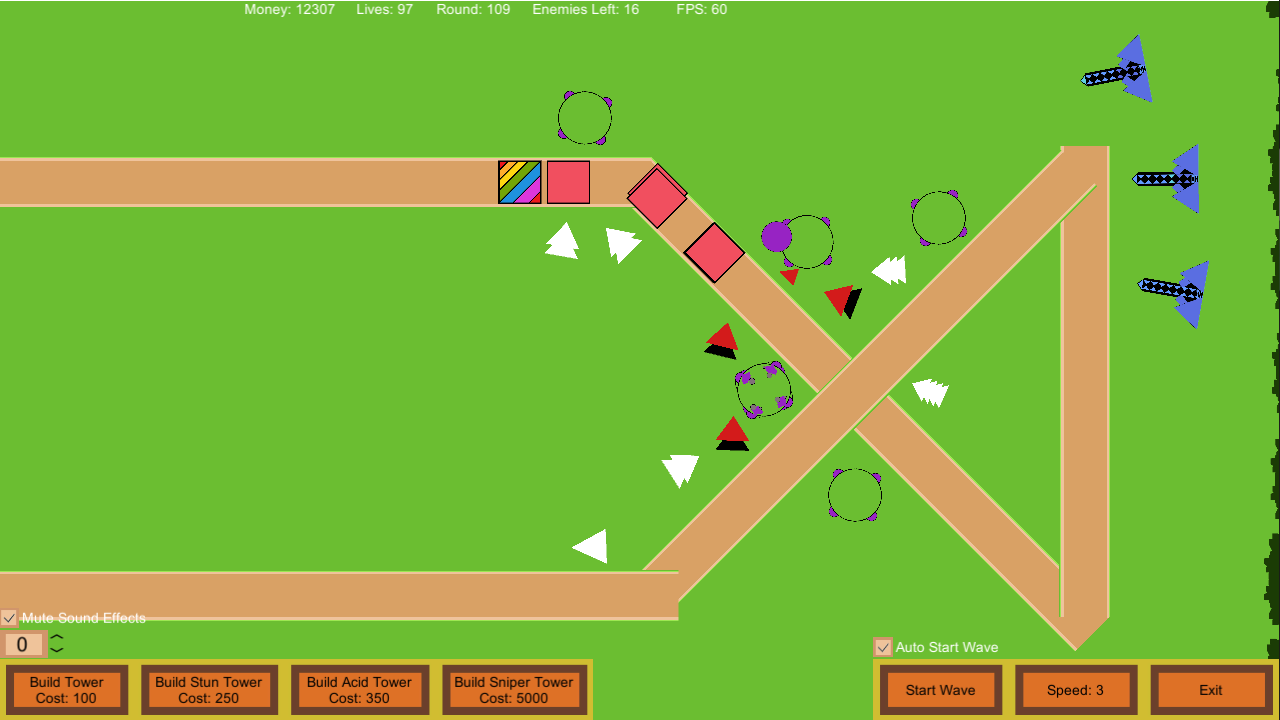 Money: 12307 Lives: 97 Round: 109 Enemies Left: 16 FPS: 60
Mute Sound Effects
0
Auto Start Wave
Build Tower
Cost: 100
Build Stun Tower
Cost: 250
Build Acid Tower
Cost: 350
Build Sniper Tower
Cost: 5000
Start Wave
Speed: 3
Exit